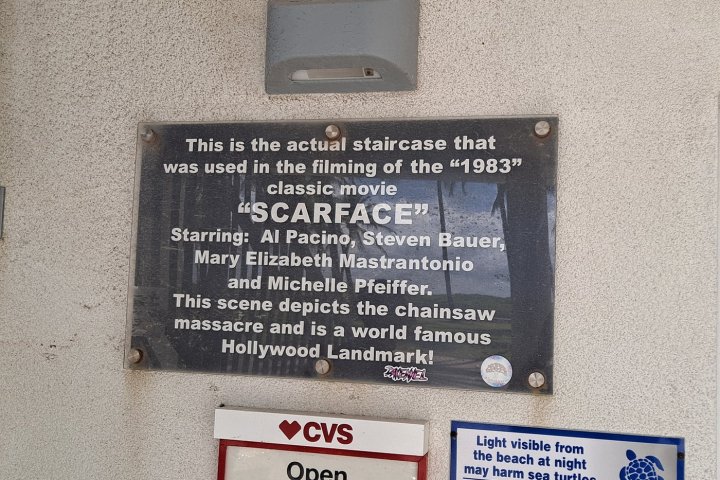 This is the actual staircase that
was used in the filming of the “1983”
classic movie
“SCARFACE”
Starring: Al Pacino, Steven Bauer,
Mary Elizabeth Mastrantonio
and Michelle Pfeiffer.
This scene depicts the chainsaw
massacre and is a world famous
Hollywood Landmark!
CVS
Open
Light visible from
the beach at night
may harm sea turtles